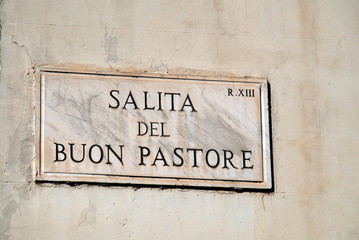 R.XIII
SALITA
DEL
BUON PASTORE